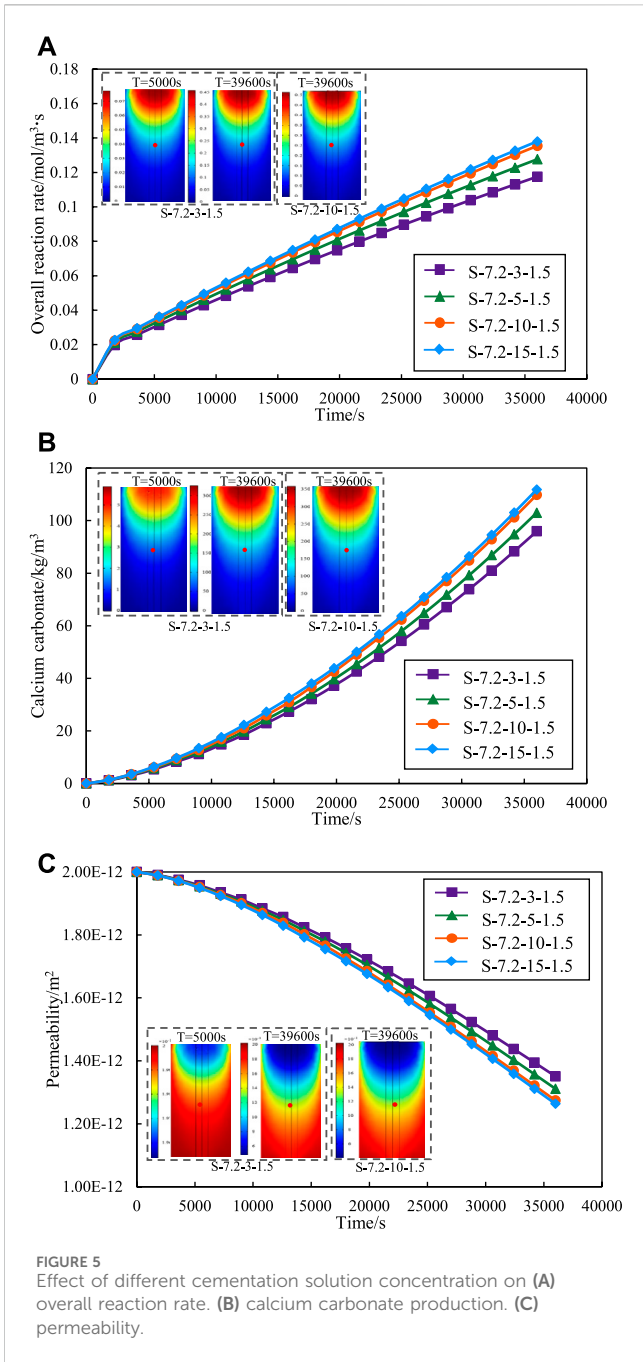 A
0.18
0.16
0.14
0.12
0.1
0.08
0.06
0.04
0.02
0
Overall reaction rate/mol/m³·s
T=5000s T=39600s T=39600s
S-7.2-3-1.5 S-7.2-10-1.5
S-7.2-3-1.5
S-7.2-5-1.5
S-7.2-10-1.5
S-7.2-15-1.5
0 5000 10000 15000 20000 25000 30000 35000 40000
Time/s
B
120
100
80
60
40
20
0
Calcium carbonate/kg/m³
T=5000s T=39600s T=39600s
S-7.2-3-1.5 S-7.2-10-1.5
S-7.2-3-1.5
S-7.2-5-1.5
S-7.2-10-1.5
S-7.2-15-1.5
0 5000 10000 15000 20000 25000 30000 35000 40000
Time/s
C
2.00E-12
1.80E-12
1.60E-12
1.40E-12
1.20E-12
1.00E-12
Permeability/m²
S-7.2-3-1.5
S-7.2-5-1.5
S-7.2-10-1.5
S-7.2-15-1.5
T=5000s T=39600s T=39600s
S-7.2-3-1.5 S-7.2-10-1.5
0 5000 10000 15000 20000 25000 30000 35000 40000
Time/s
FIGURE 5
Effect of different cementation solution concentration on (A)
overall reaction rate. (B) calcium carbonate production. (C)
permeability.